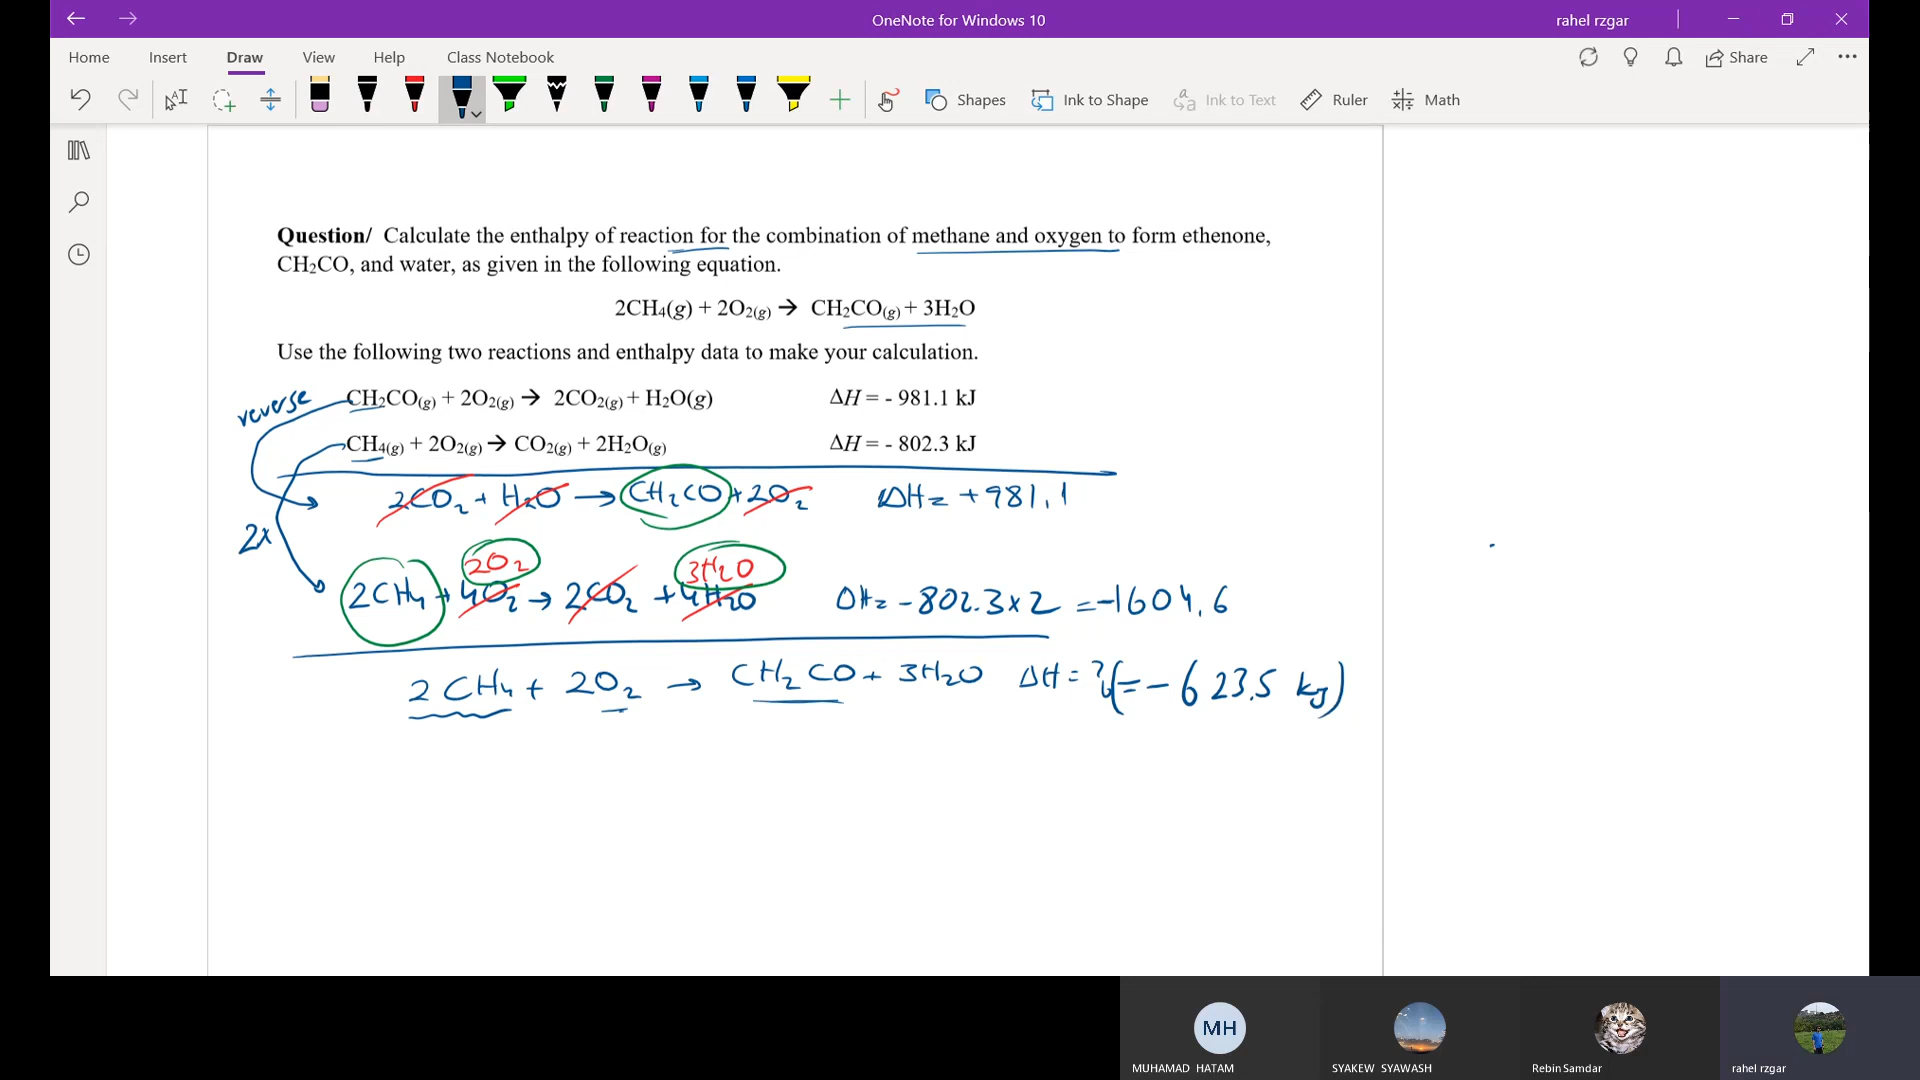 OneNote for Windows 10
rahel rzgar
Home Insert Draw View Help Class Notebook
Share
Shapes Ink to Shape Ink to Text Ruler Math
Question/ Calculate the enthalpy of reaction for the combination of methane and oxygen to form ethenone,
CH₂CO, and water, as given in the following equation.
2CH₄(g) + 2O₂(g) → CH₂CO(g) + 3H₂O
Use the following two reactions and enthalpy data to make your calculation.
reverse
CH₂CO(g) + 2O₂(g) → 2CO₂(g) + H₂O(g) ΔH = - 981.1 kJ
CH₄(g) + 2O₂(g) → CO₂(g) + 2H₂O(g) ΔH = - 802.3 kJ
2CO₂ + H₂O → CH₂CO + 2O₂ ΔH = +981.1
2x
2O₂ 3H₂O
2CH₄ + 4O₂ → 2CO₂ + 4H₂O ΔH = -802.3 x 2 = -1604.6
2CH₄ + 2O₂ → CH₂CO + 3H₂O ΔH = ? (= -623.5 kJ)
MH
MUHAMAD HATAM SYAKEW SYAWASH Rebin Samdar rahel rzgar